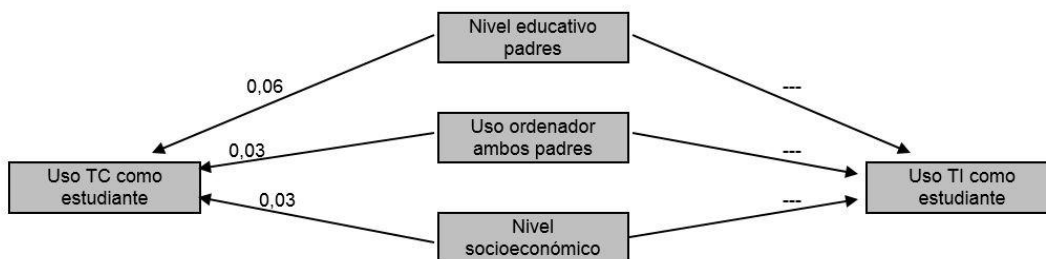 Nivel educativo
padres
0,06
---
Uso ordenador
ambos padres
0,03
---
Uso TC como
estudiante
Uso TI como
estudiante
0,03
---
Nivel
socioeconómico